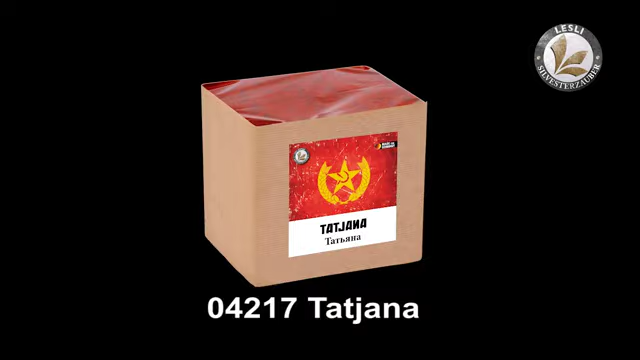 LESLI
SILVESTERZAUBER
TATJANA
Татьяна
04217 Tatjana